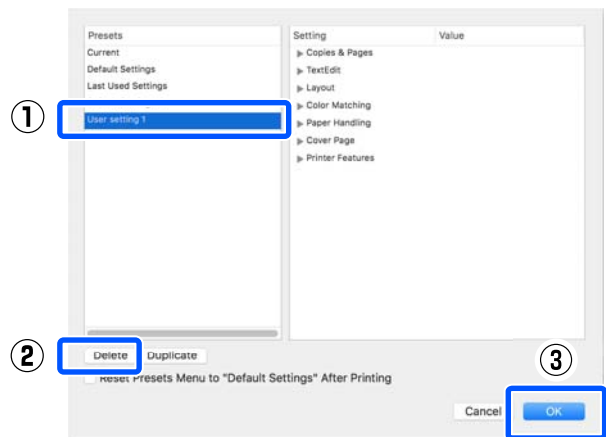 Presets
Current
Default Settings
Last Used Settings
① User setting 1
Setting Value
Copies & Pages
TextEdit
Layout
Color Matching
Paper Handling
Cover Page
Printer Features
② Delete Duplicate
Reset Presets Menu to "Default Settings" After Printing
③
Cancel OK